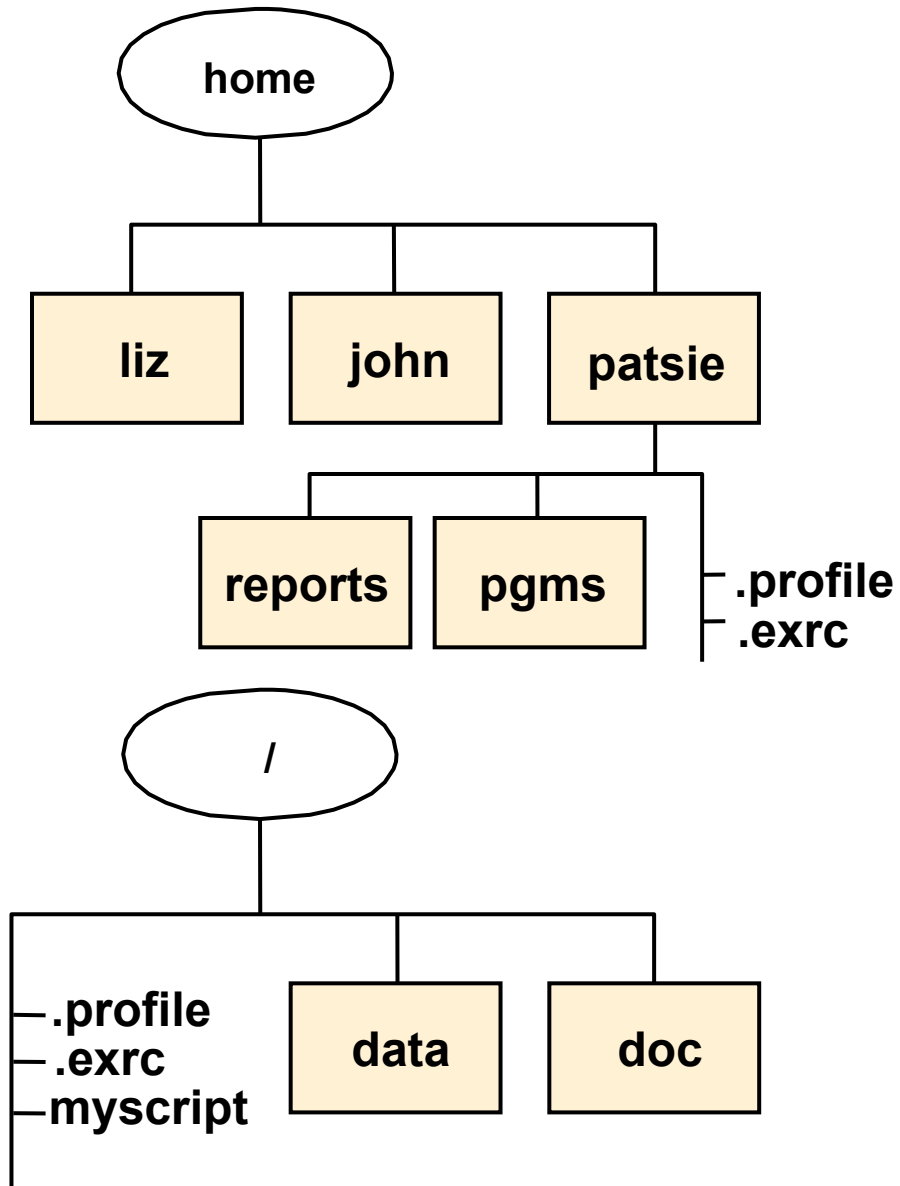 home
liz
john
patsie
reports
pgms
.profile
.exrc
/
.profile
.exrc
myscript
data
doc